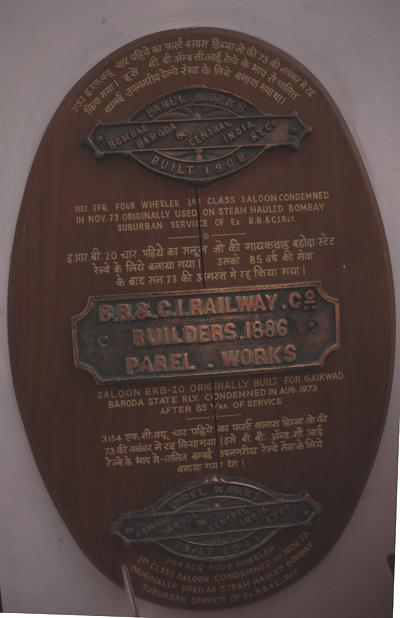 3152 इ.एफ.क्यू. चार पहिये का फर्स्ट क्लास डिब्बा जो की 73 की नवंबर मे रद्द
किया गया। इसे बी. बी. अ‍ॅन्ड सी.आई. रेल्वे के भाप से चालित
बम्बई उपनगरीय रेल्वे सेवा के लिये बनाया गया था।
PAREL WORKS
BOMBAY BARODA & CENTRAL INDIA RY CO
BUILT 1908
3152 EFQ. FOUR WHEELER 1ST CLASS SALOON CONDEMNED
IN NOV. 73 ORIGINALLY USED ON STEAM HAULED BOMBAY
SUBURBAN SERVICE OF Ex. B.B.& C.I.RLY.
इ.आर.बी. 20 चार पहिये का सलून जो की गायकवाड बडोदा स्टेट
रेल्वे के लिये बनाया गया। उसको 85 वर्ष की सेवा
के बाद सन 73 की अगस्त मे रद्द किया गया।
B.B.& C.I. RAILWAY. CO
BUILDERS. 1886
PAREL . WORKS
SALOON ERB-20 ORIGINALLY BUILT FOR GAIKWAD
BARODA STATE RLY. CONDEMNED IN AUG. 1973
AFTER 85 YRS. OF SERVICE
3154 एफ.सी.क्यू. चार पहिये का फर्स्ट क्लास डिब्बा जो की
73 की नवंबर मे रद्द किया गया। इसे बी. बी. अ‍ॅन्ड सी आई
रेल्वे के भाप से-चालित बम्बई उपनगरीय रेल्वे सेवा के लिये
बनाया गया था।
PAREL WORKS
BARODA & CENTRAL INDIA RY CO
3154 FCQ FOUR WHEELER
1ST CLASS SALOON CONDEMNED IN NOV. 73
ORIGINALLY USED AS STEAM HAULED BOMBAY
SUBURBAN SERVICE OF Ex B.B & C.I.RLY